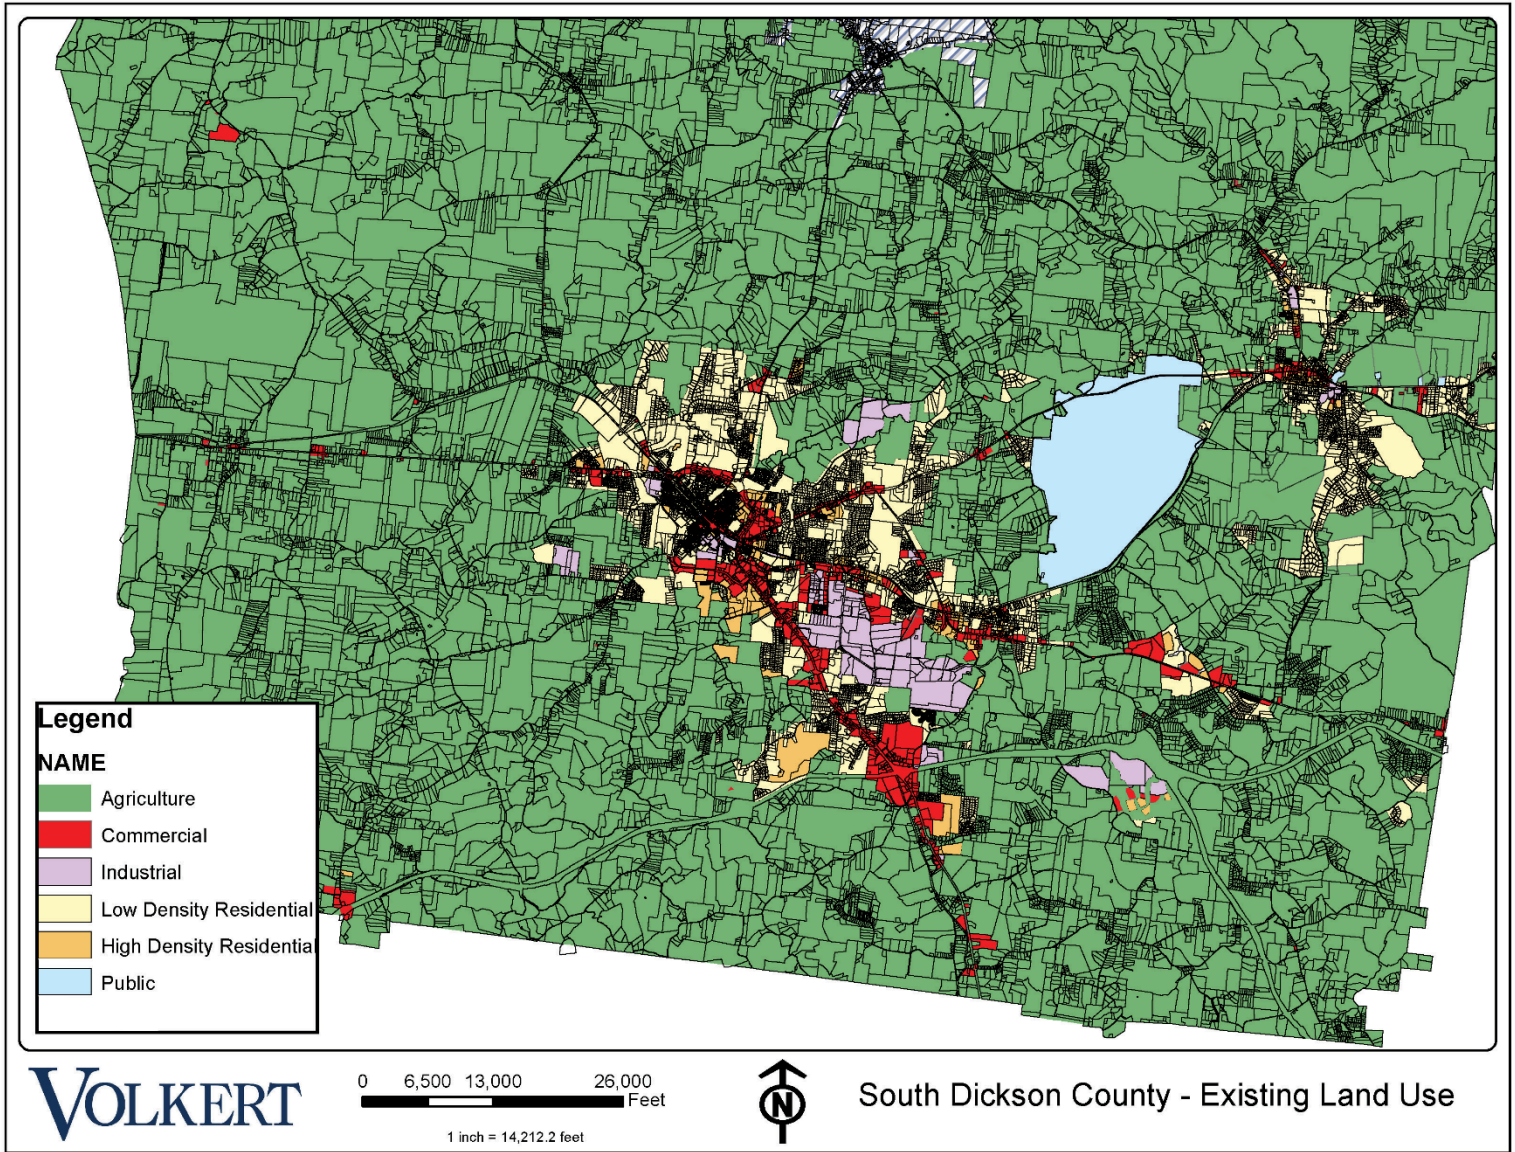 Legend
NAME
Agriculture
Commercial
Industrial
Low Density Residential
High Density Residential
Public
VOLKERT
0 6,500 13,000 26,000
Feet
1 inch = 14,212.2 feet
N
South Dickson County - Existing Land Use